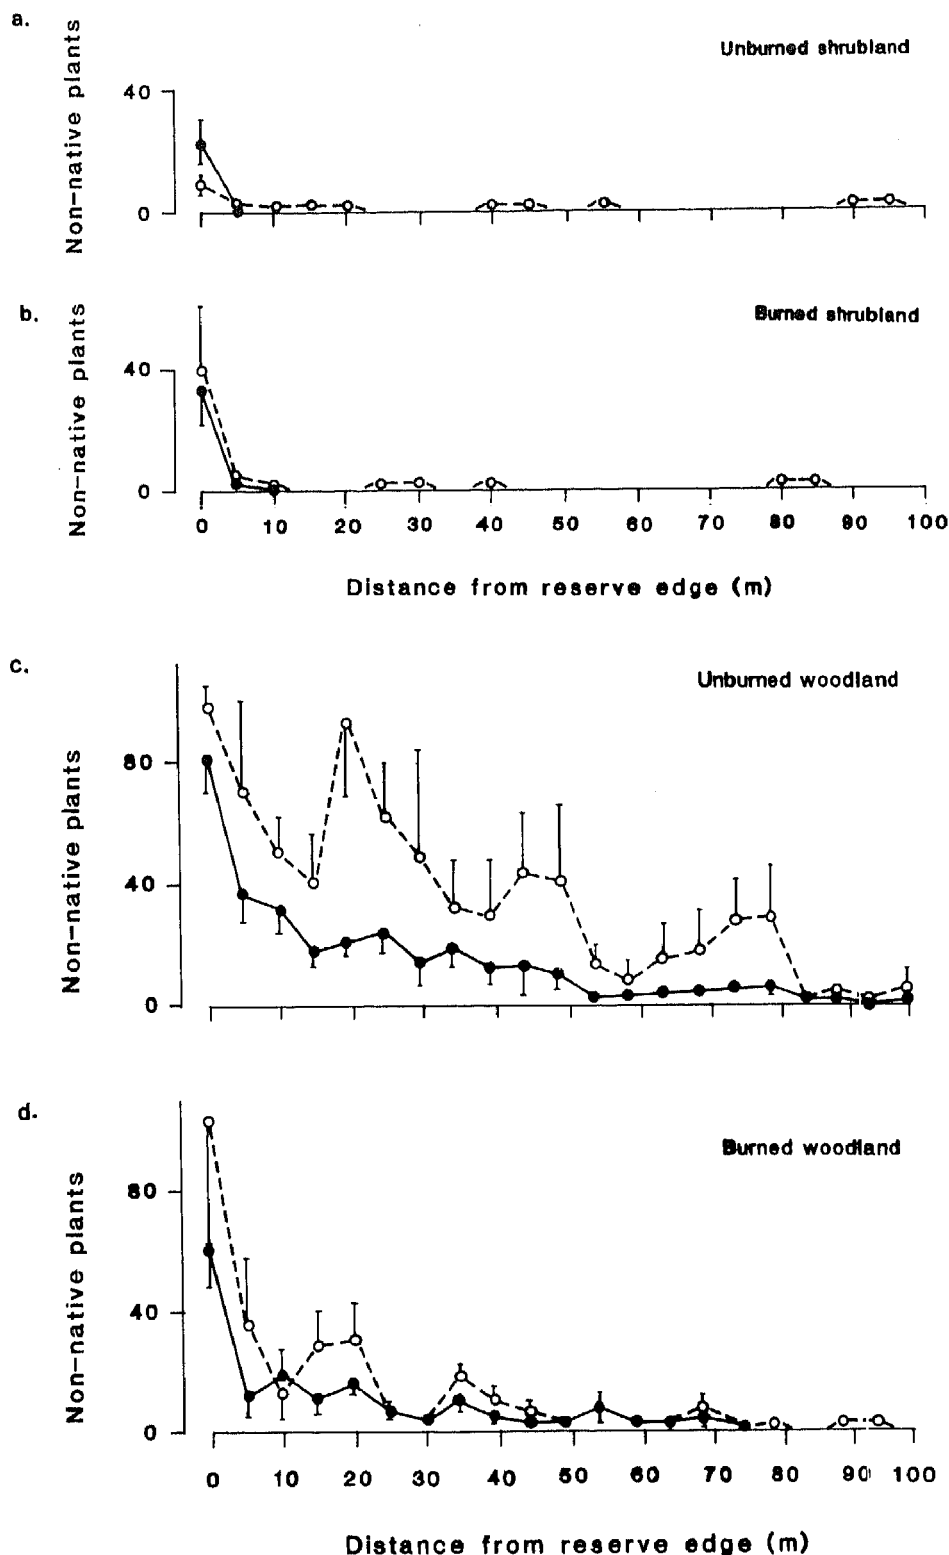 a.
Unburned shrubland
Non-native plants
40
0
b.
Burned shrubland
Non-native plants
40
0
0 10 20 30 40 50 60 70 80 90 100
Distance from reserve edge (m)
c.
Unburned woodland
Non-native plants
80
40
0
d.
Burned woodland
Non-native plants
80
40
0
0 10 20 30 40 50 60 70 80 90 100
Distance from reserve edge (m)